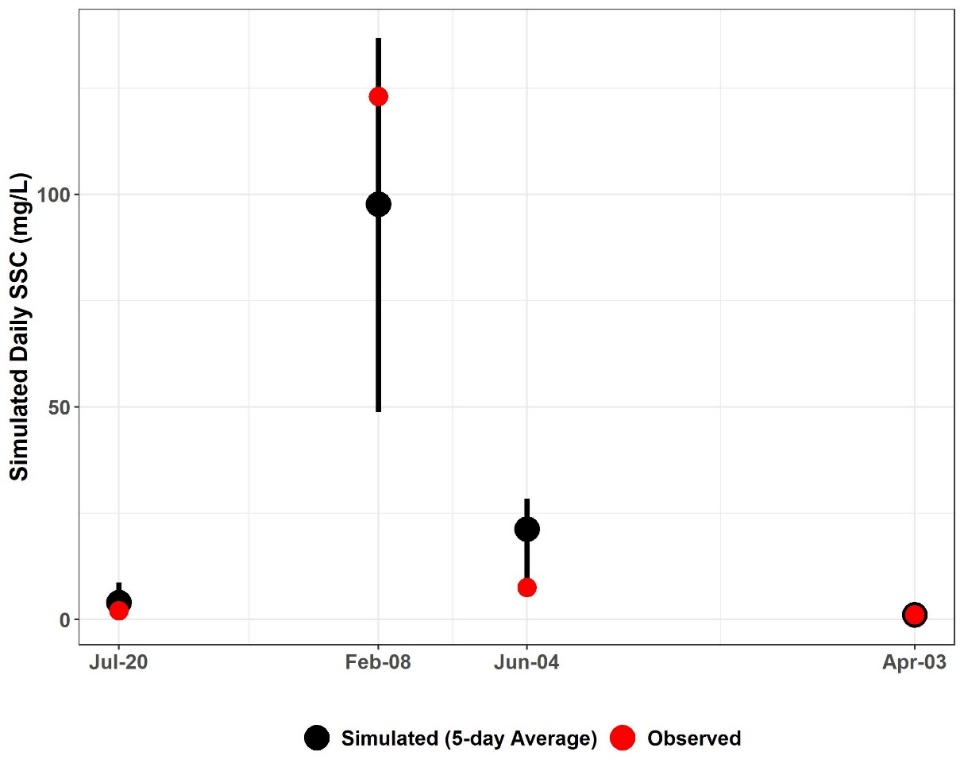 Simulated Daily SSC (mg/L)
100
50
0
Jul-20 Feb-08 Jun-04 Apr-03
Simulated (5-day Average) Observed